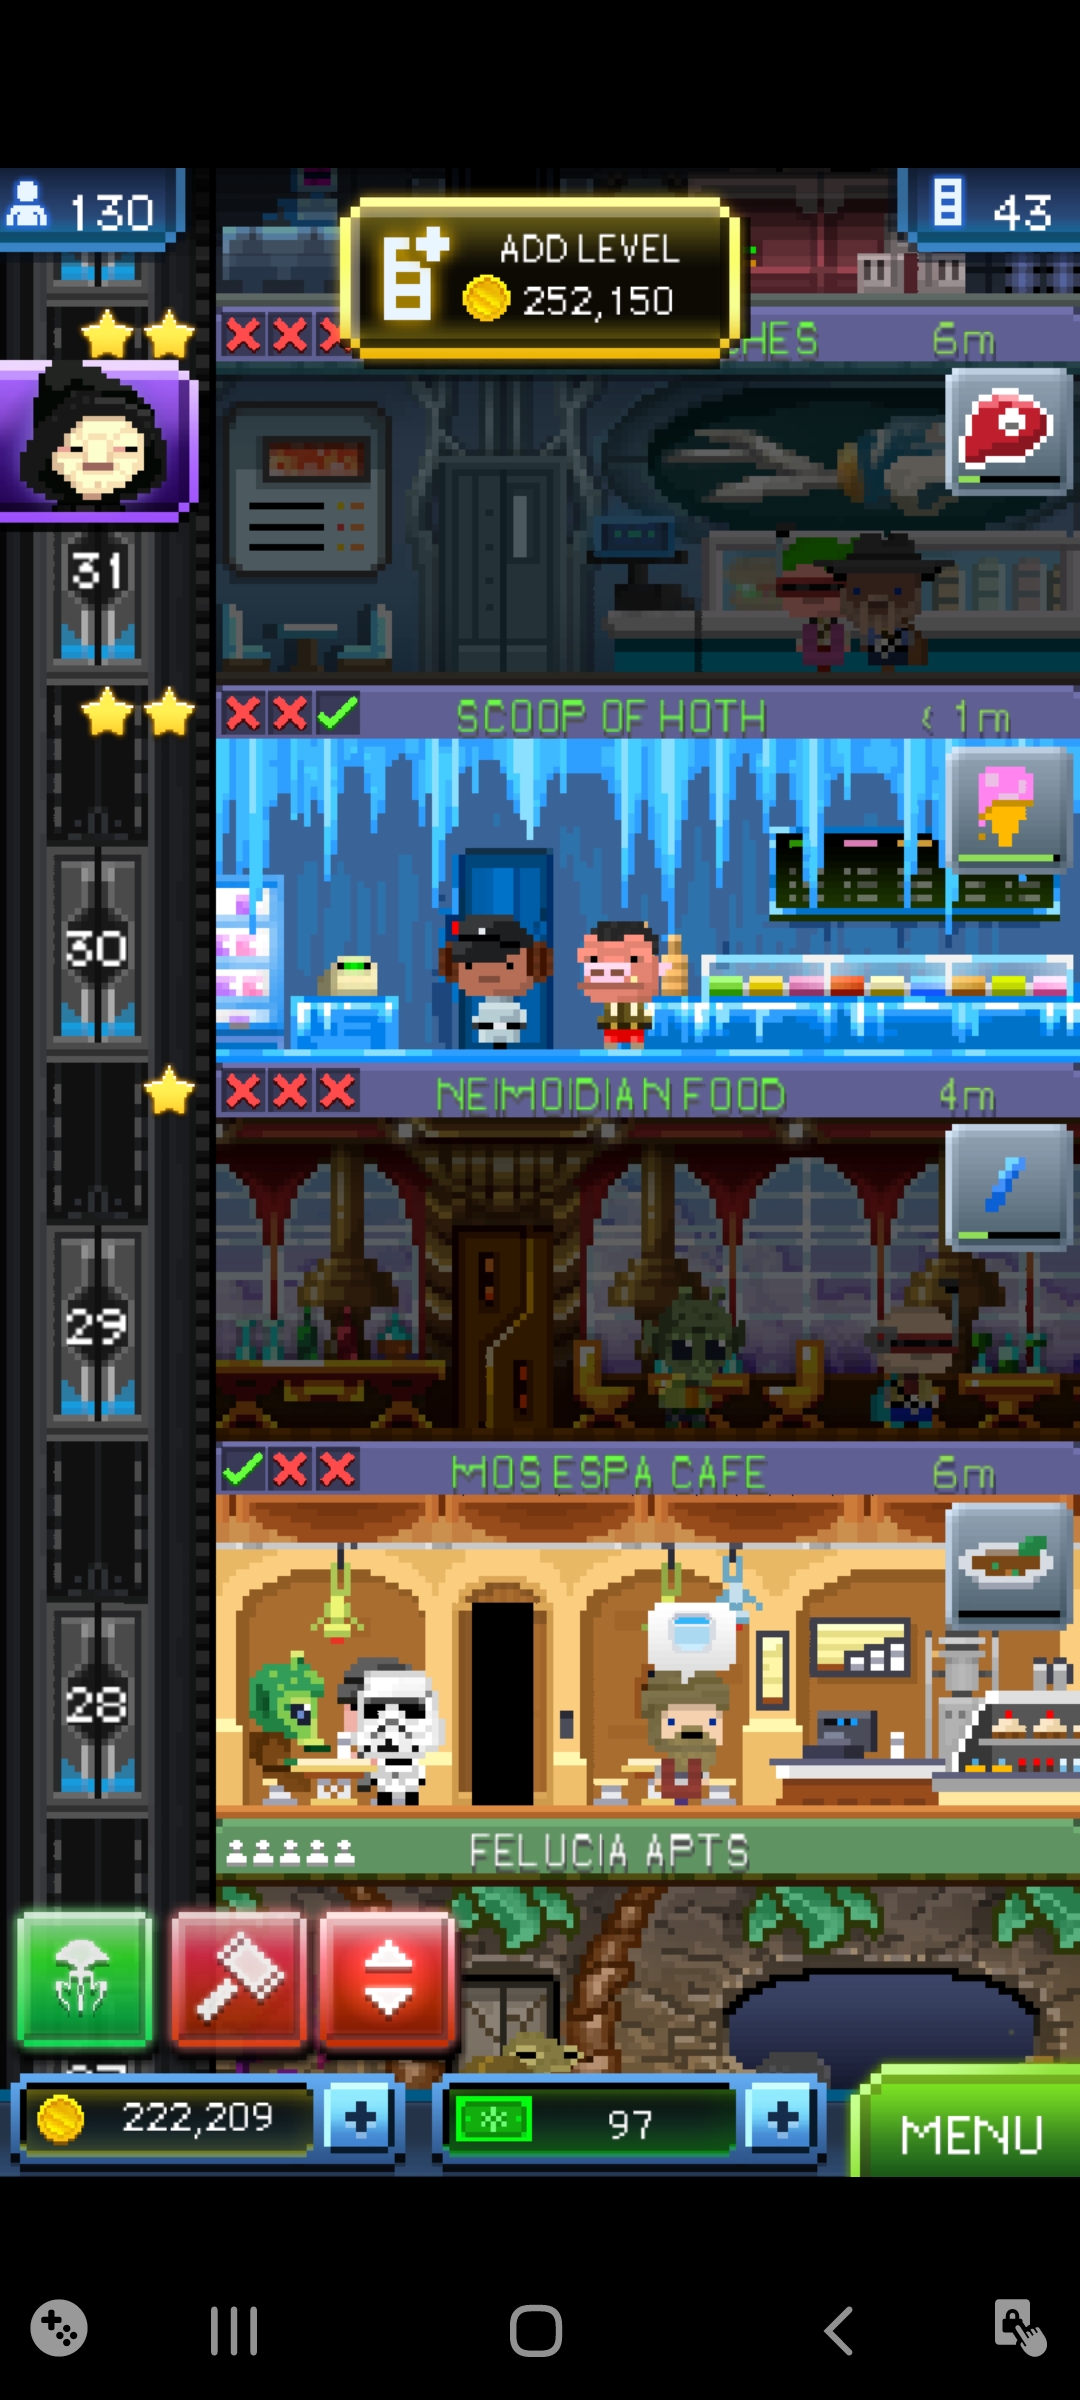 130
43
ADD LEVEL
252,150
HES
6m
31
SCOOP OF HOTH
< 1m
30
NEIMOIDIAN FOOD
4m
29
MOS ESPA CAFE
6m
28
FELUCIA APTS
222,209
97
MENU